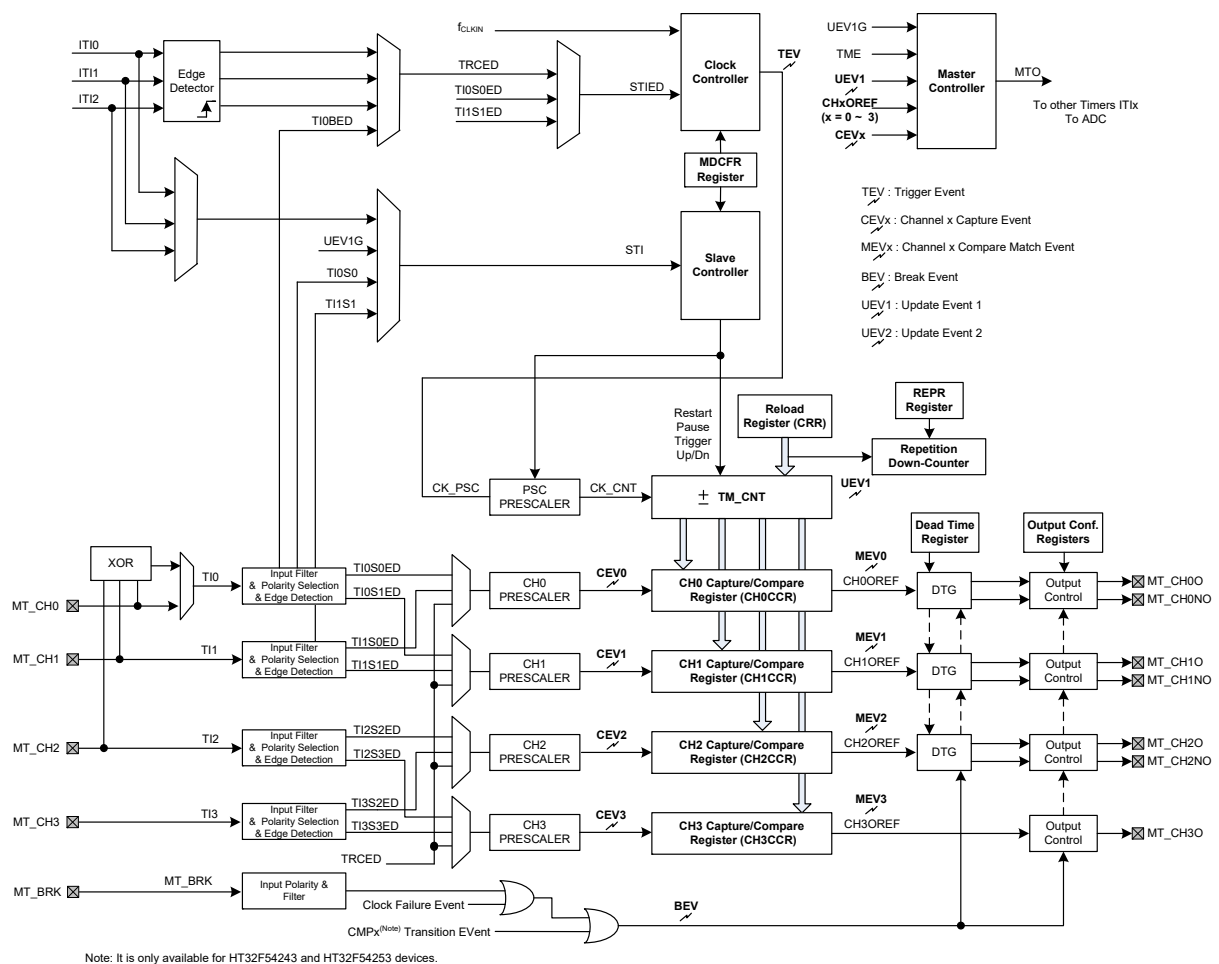 ITI0
ITI1
ITI2
Edge
Detector
fCLKIN
TRCED
TI0S0ED
TI1S1ED
TI0BED
STIED
Clock
Controller
TEV
UEV1G
TME
UEV1
CHxOREF
(x = 0 ~ 3)
CEVx
Master
Controller
MTO
To other Timers ITIx
To ADC
MDCFR
Register
UEV1G
TI0S0
TI1S1
STI
Slave
Controller
TEV : Trigger Event
CEVx : Channel x Capture Event
MEVx : Channel x Compare Match Event
BEV : Break Event
UEV1 : Update Event 1
UEV2 : Update Event 2
Restart
Pause
Trigger
Up/Dn
Reload
Register (CRR)
REPR
Register
Repetition
Down-Counter
CK_PSC
PSC
PRESCALER
CK_CNT
± TM_CNT
UEV1
Dead Time
Register
Output Conf.
Registers
XOR
TI0
MT_CH0
Input Filter
& Polarity Selection
& Edge Detection
TI0S0ED
TI0S1ED
CH0
PRESCALER
CEV0
CH0 Capture/Compare
Register (CH0CCR)
MEV0
CH0OREF
DTG
Output
Control
MT_CH0O
MT_CH0NO
MT_CH1
TI1
Input Filter
& Polarity Selection
& Edge Detection
TI1S0ED
TI1S1ED
CH1
PRESCALER
CEV1
CH1 Capture/Compare
Register (CH1CCR)
MEV1
CH1OREF
DTG
Output
Control
MT_CH1O
MT_CH1NO
MT_CH2
TI2
Input Filter
& Polarity Selection
& Edge Detection
TI2S2ED
TI2S3ED
CH2
PRESCALER
CEV2
CH2 Capture/Compare
Register (CH2CCR)
MEV2
CH2OREF
DTG
Output
Control
MT_CH2O
MT_CH2NO
MT_CH3
TI3
Input Filter
& Polarity Selection
& Edge Detection
TI3S2ED
TI3S3ED
TRCED
CH3
PRESCALER
CEV3
CH3 Capture/Compare
Register (CH3CCR)
MEV3
CH3OREF
Output
Control
MT_CH3O
MT_BRK
MT_BRK
Input Polarity &
Filter
Clock Failure Event
CMPx(Note) Transition EVent
BEV
Note: It is only available for HT32F54243 and HT32F54253 devices.